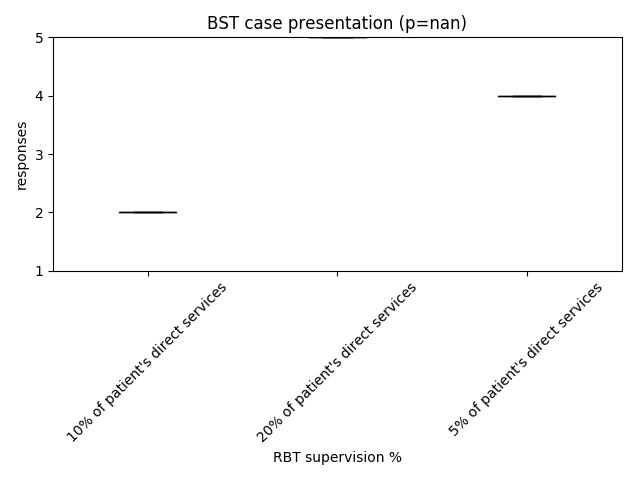 BST case presentation (p=nan)
5
4
3
2
1
responses
10% of patient's direct services
20% of patient's direct services
5% of patient's direct services
RBT supervision %